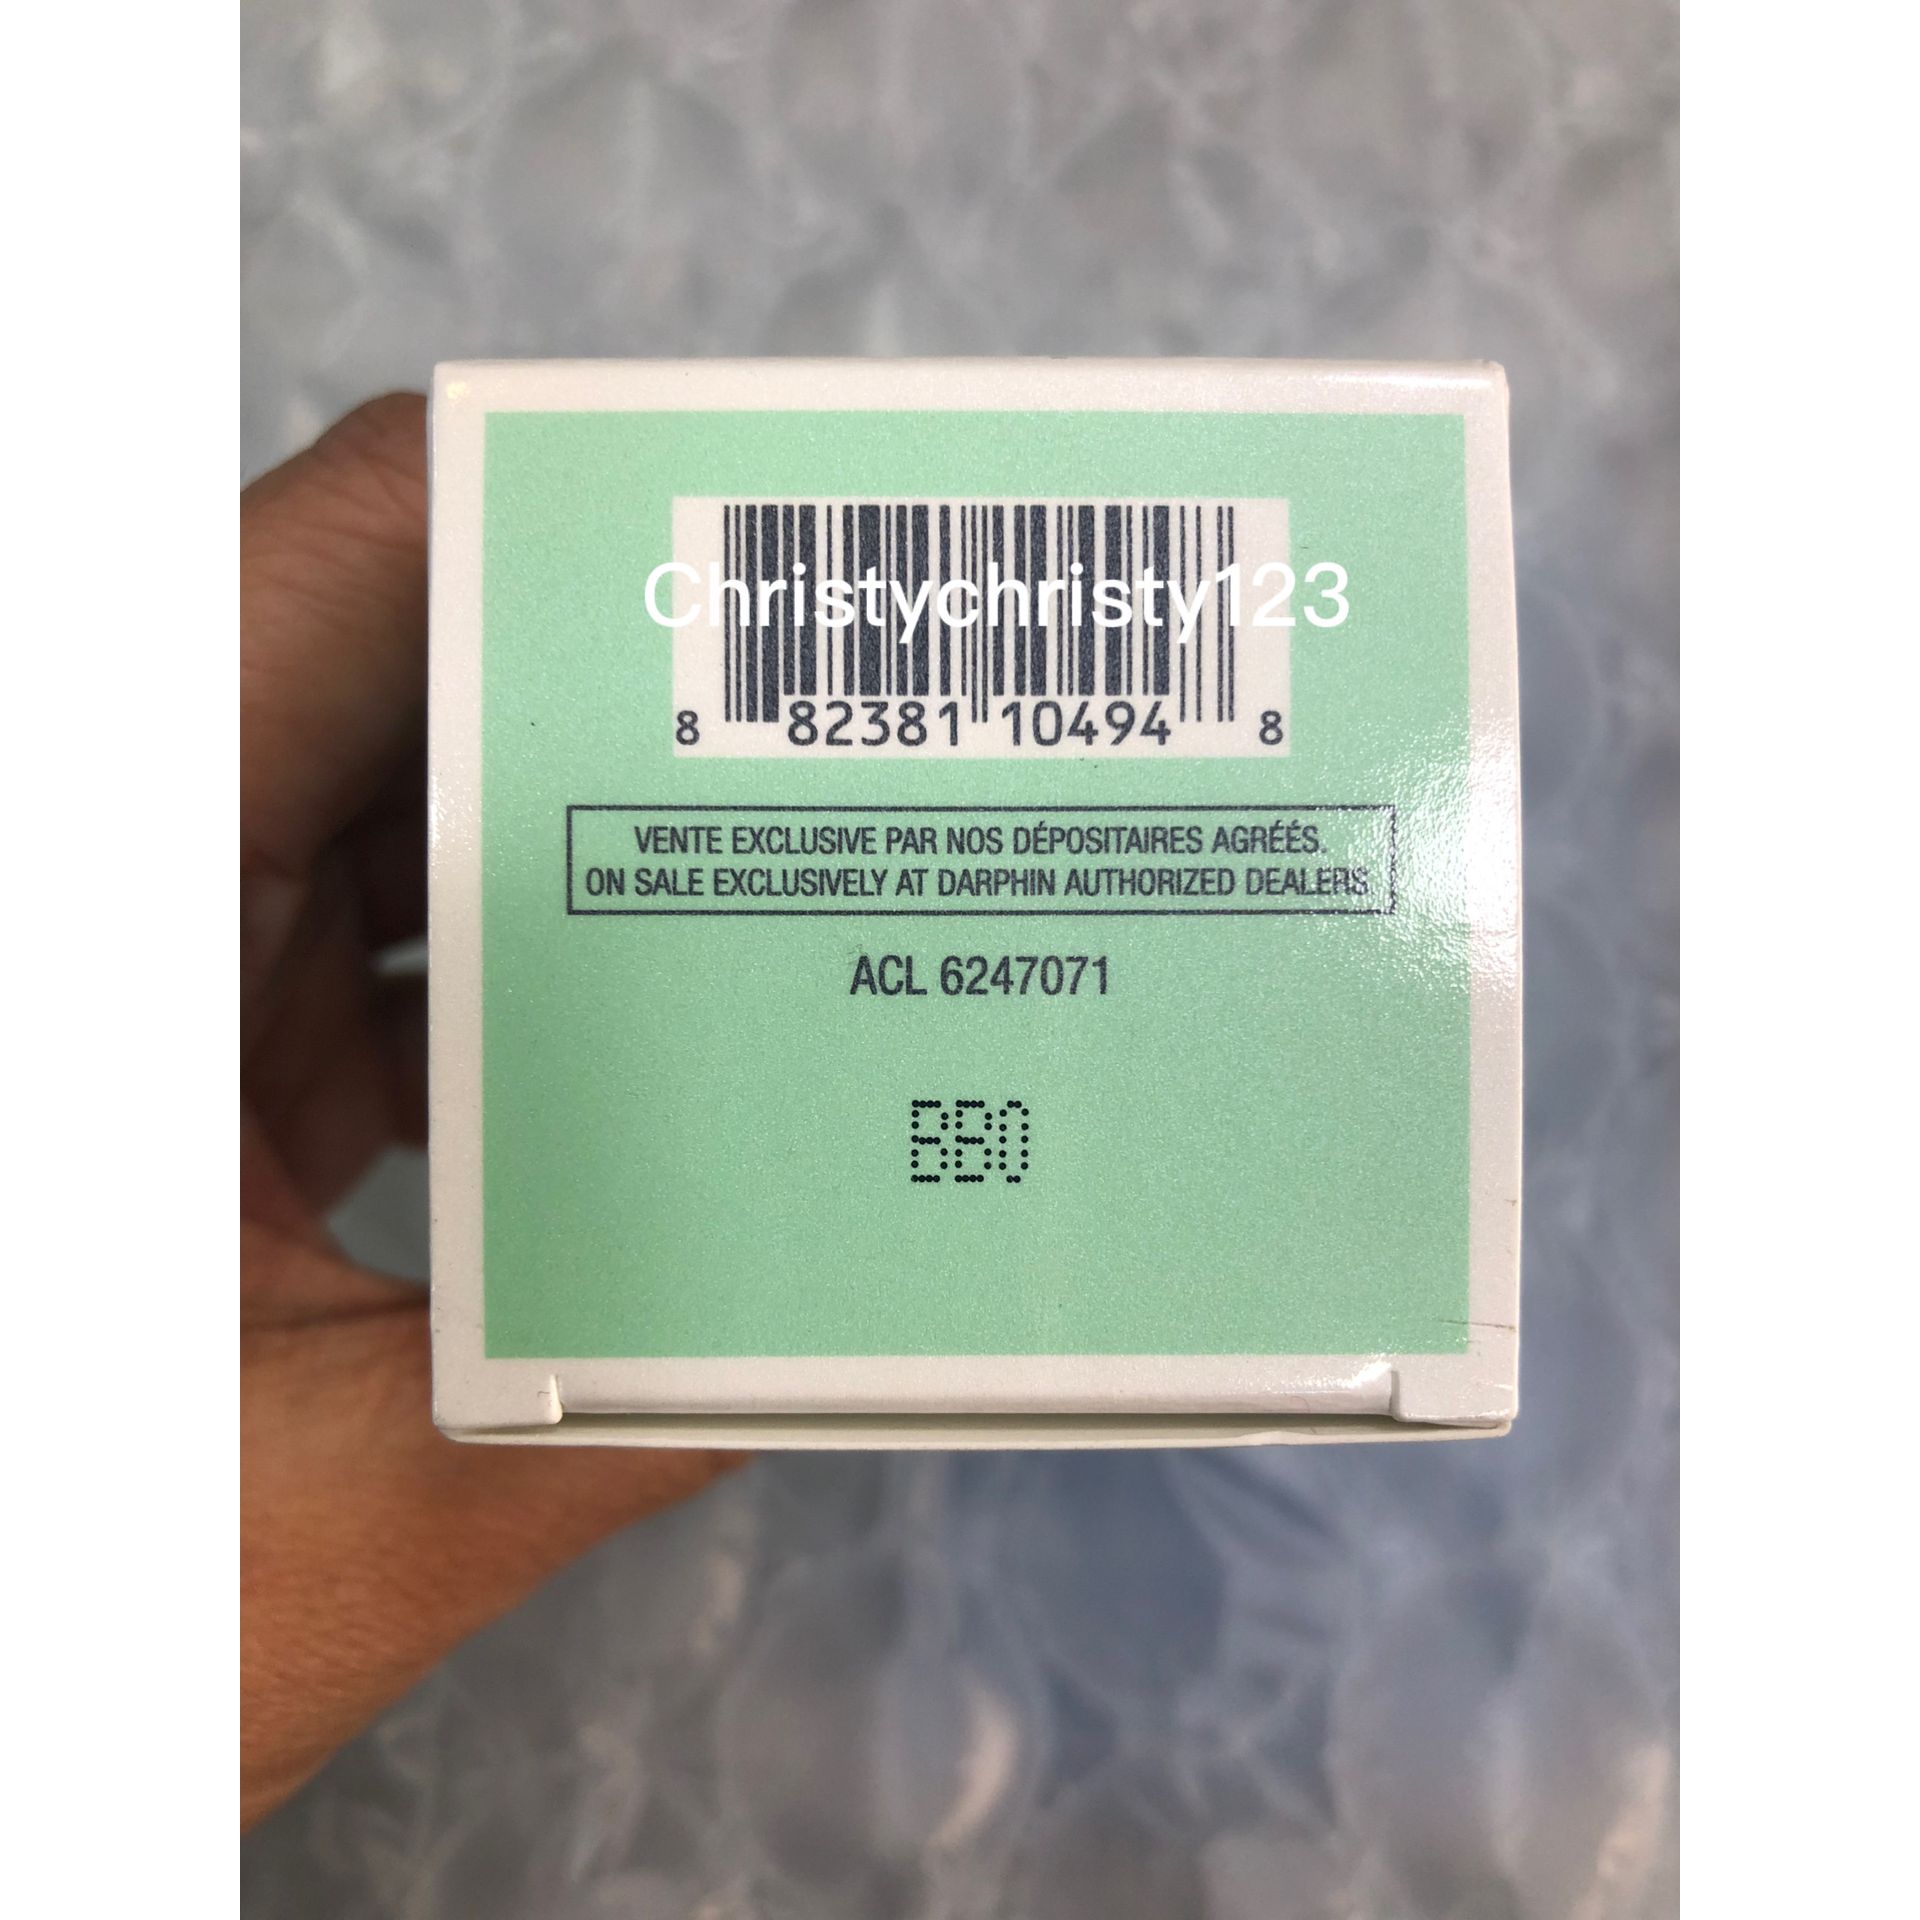 Christychristy123
8 82381 10494 8
VENTE EXCLUSIVE PAR NOS DÉPOSITAIRES AGRÉÉS.
ON SALE EXCLUSIVELY AT DARPHIN AUTHORIZED DEALERS.
ACL 6247071
BB0